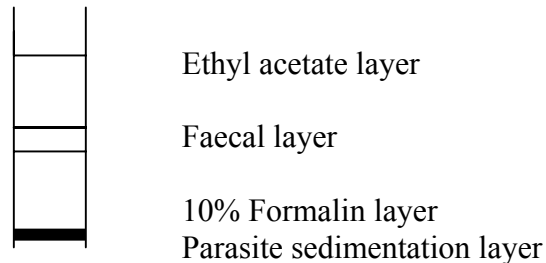 Ethyl acetate layer
Faecal layer
10% Formalin layer
Parasite sedimentation layer